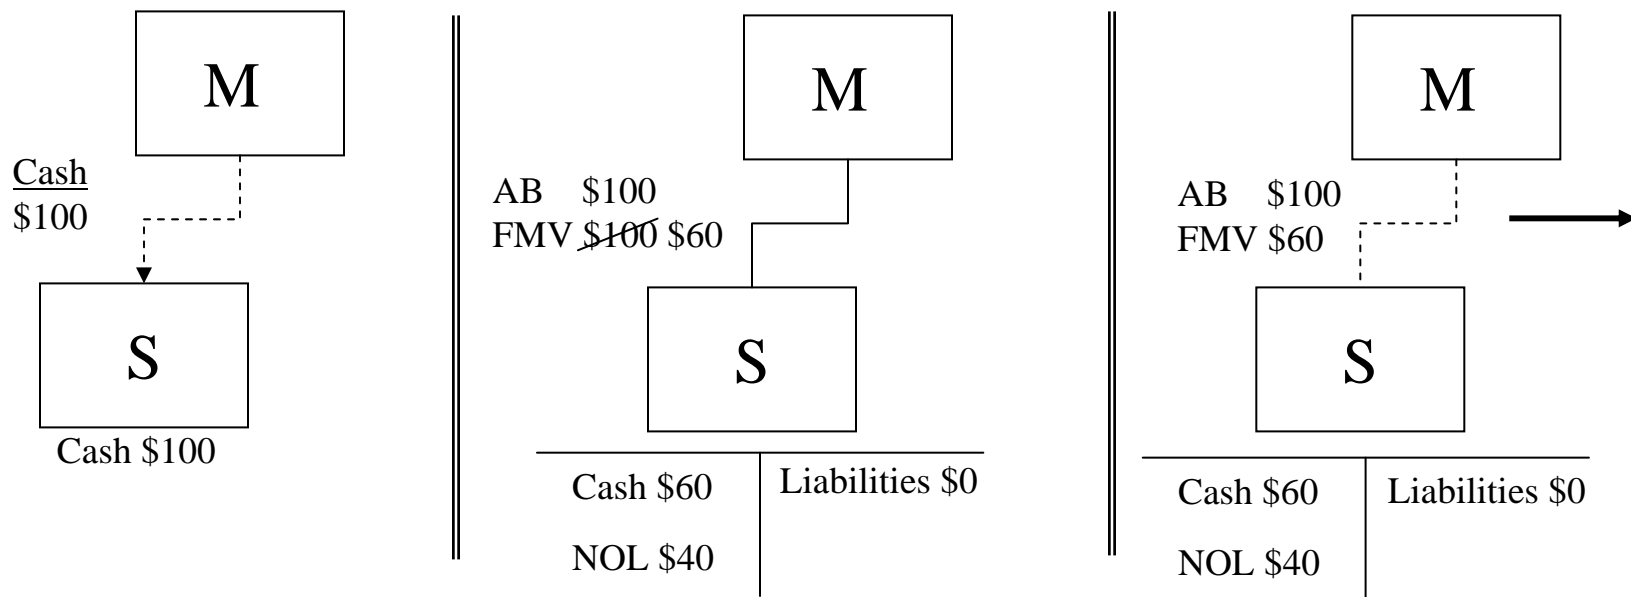 M
Cash
$100
S
Cash $100
M
AB $100
FMV $100 $60
S
Cash $60
Liabilities $0
NOL $40
M
AB $100
FMV $60
S
Cash $60
Liabilities $0
NOL $40